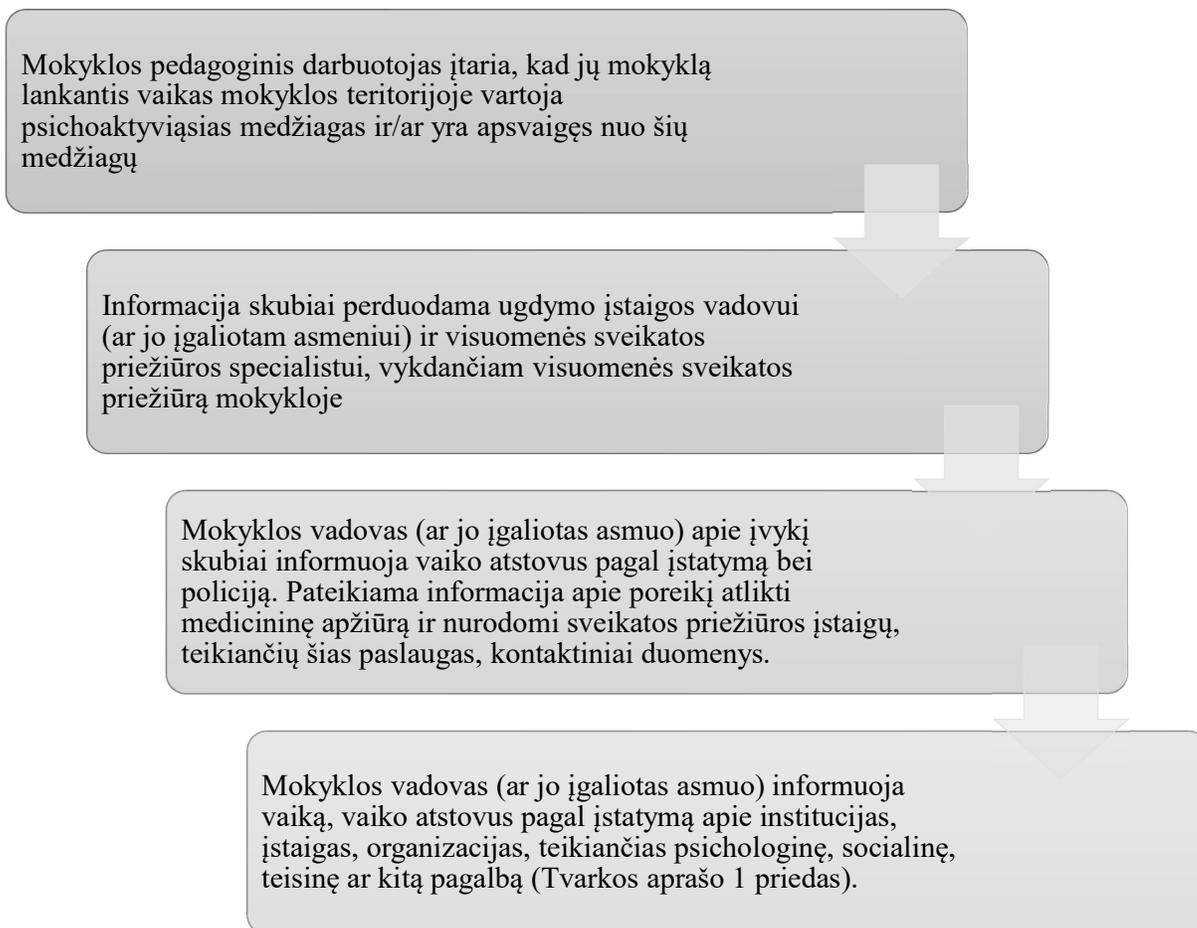 Mokyklos pedagoginis darbuotojas įtaria, kad jų mokyklą
lankantis vaikas mokyklos teritorijoje vartoja
psichoaktyviąsias medžiagas ir/ar yra apsvaigęs nuo šių
medžiagų
Informacija skubiai perduodama ugdymo įstaigos vadovui
(ar jo įgaliotam asmeniui) ir visuomenės sveikatos
priežiūros specialistui, vykdančiam visuomenės sveikatos
priežiūrą mokykloje
Mokyklos vadovas (ar jo įgaliotas asmuo) apie įvykį
skubiai informuoja vaiko atstovus pagal įstatymą bei
policiją. Pateikiama informacija apie poreikį atlikti
medicininę apžiūrą ir nurodomi sveikatos priežiūros įstaigų,
teikiančių šias paslaugas, kontaktiniai duomenys.
Mokyklos vadovas (ar jo įgaliotas asmuo) informuoja
vaiką, vaiko atstovus pagal įstatymą apie institucijas,
įstaigas, organizacijas, teikiančias psichologinę, socialinę,
teisinę ar kitą pagalbą (Tvarkos aprašo 1 priedas).